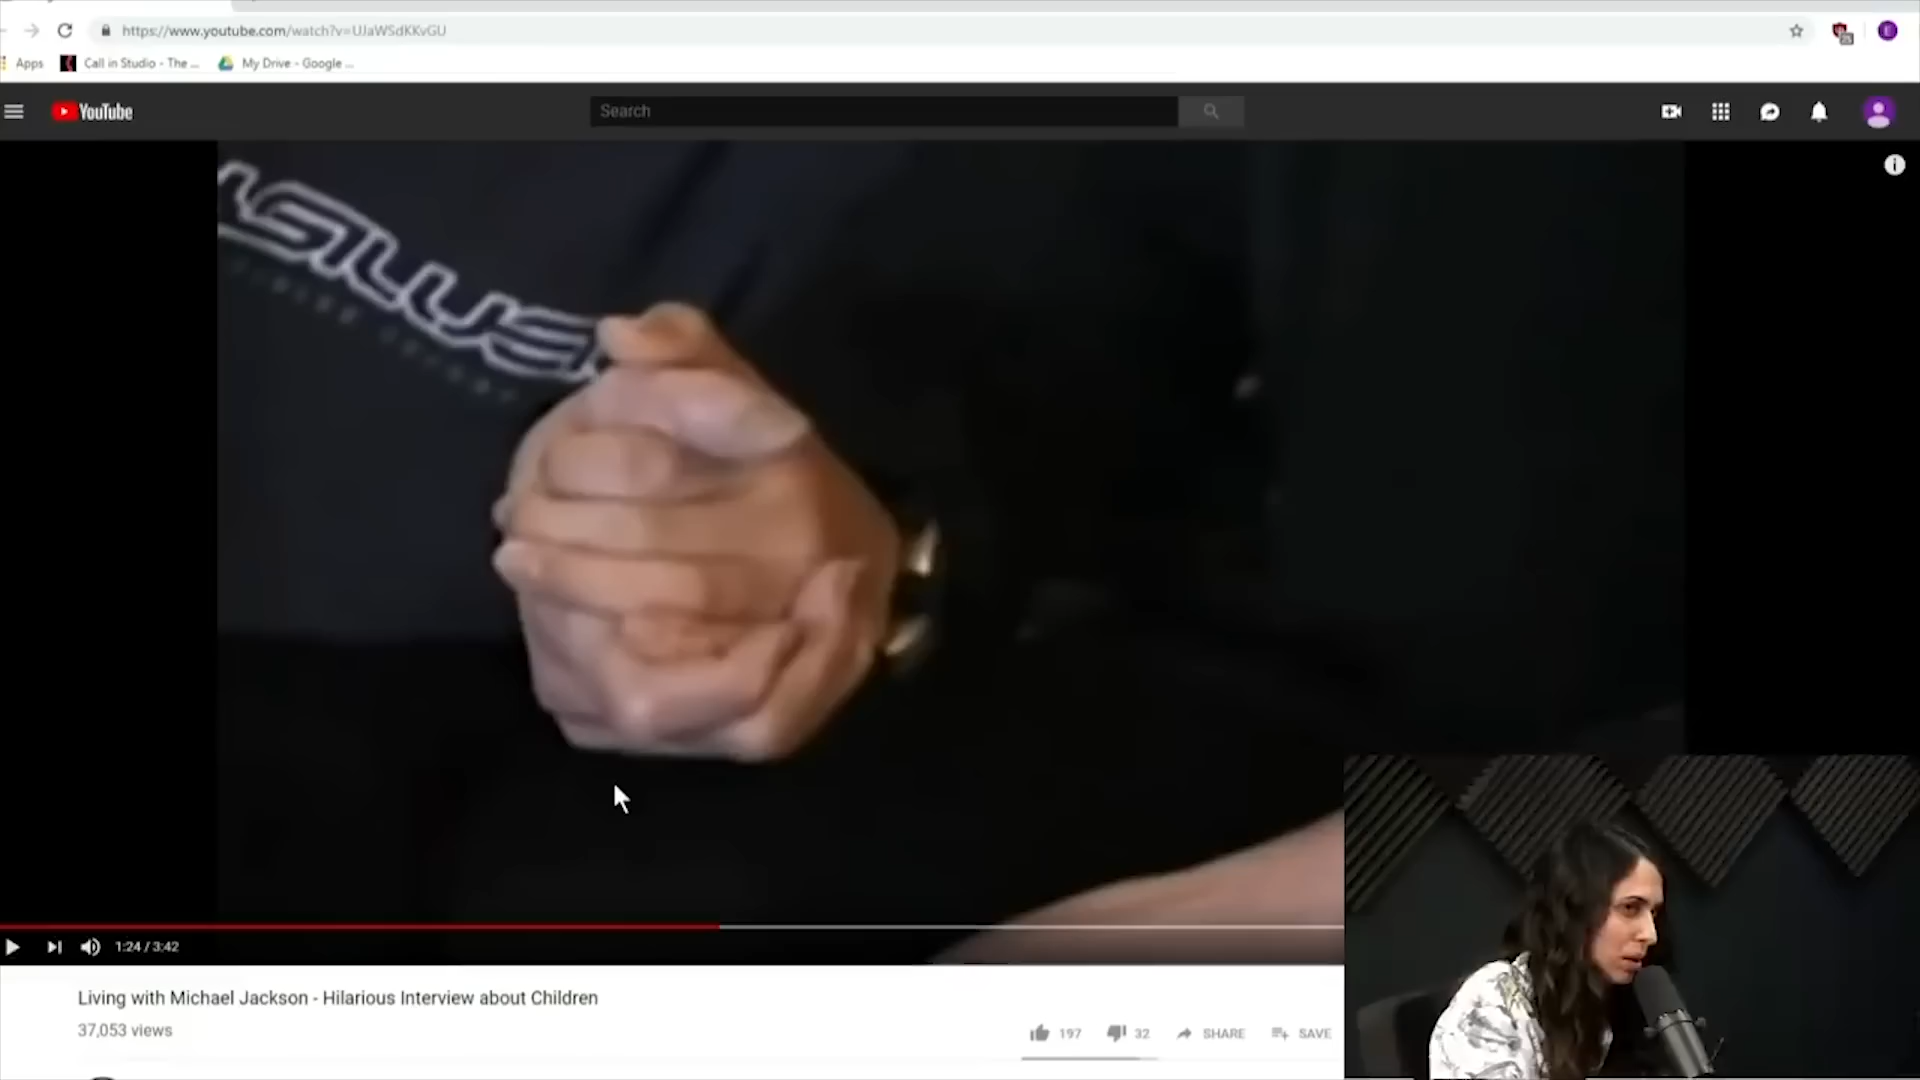 https://www.youtube.com/watch?v=UJaWSdKKvGU
Apps Call in Studio - The ... My Drive - Google ...
YouTube
Search
1:24 / 3:42
Living with Michael Jackson - Hilarious Interview about Children
37,053 views
197 32 SHARE SAVE